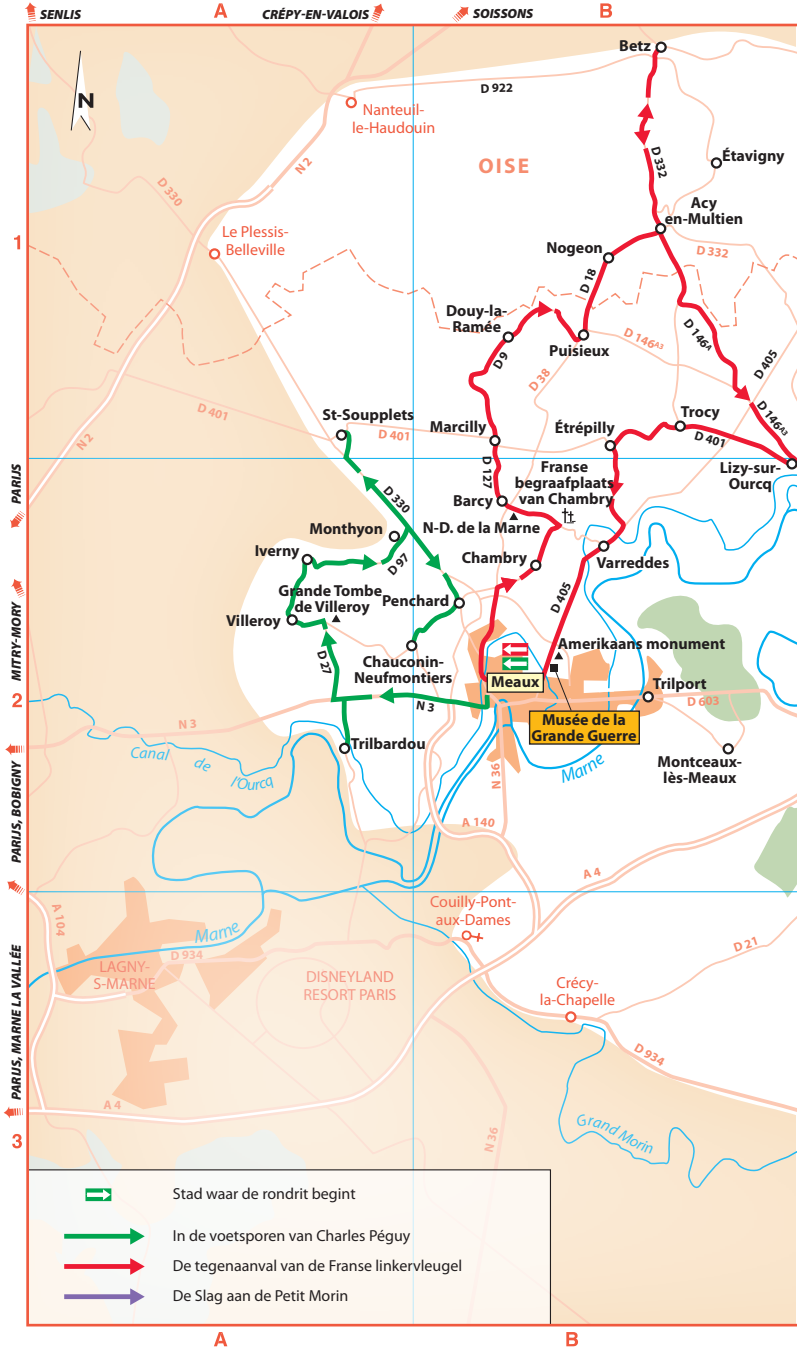 SENLIS
A
CRÉPY-EN-VALOIS
SOISSONS
B
Betz
D 922
N
Nanteuil-
le-Haudouin
D 332
Étavigny
OISE
N 2
D 330
Acy
en-Multien
Le Plessis-
Belleville
1
Nogeon
D 332
D 18
Douy-la-
Ramée
D 146A
D 9
Puisieux
D 146A3
D 405
D 38
D 146A3
D 401
St-Soupplets
D 401
Marcilly
Étrépilly
Trocy
D 401
N 2
Lizy-sur-
Ourcq
PARIJS
D 127
Franse
begraafplaats
van Chambry
D 330
Barcy
N-D. de la Marne
Monthyon
Iverny
D 97
Chambry
Varreddes
MITRY-MORY
Grande Tombe
de Villeroy
Penchard
D 405
Villeroy
D 27
Chauconin-
Neufmontiers
Amerikaans monument
Meaux
Trilport
2
N 3
N 3
D 603
Musée de la
Grande Guerre
Trilbardou
Canal de l'Ourcq
PARIJS, BOBIGNY
N 36
Marne
Montceaux-
lès-Meaux
A 140
A 4
Couilly-Pont-
aux-Dames
A 104
Marne
D 934
D 21
LAGNY-
S-MARNE
DISNEYLAND
RESORT PARIS
Crécy-
la-Chapelle
PARIJS, MARNE LA VALLÉE
D 934
A 4
Grand Morin
N 36
3
Stad waar de rondrit begint
In de voetsporen van Charles Péguy
De tegenaanval van de Franse linkervleugel
De Slag aan de Petit Morin
A
B